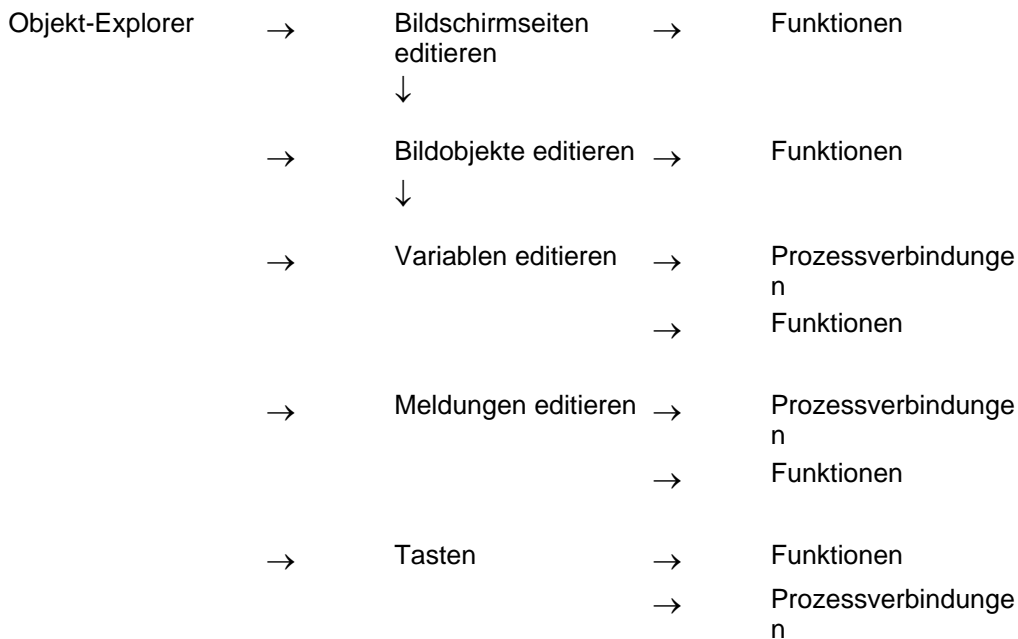 Objekt-Explorer → Bildschirmseiten → Funktionen
editieren
↓
→ Bildobjekte editieren → Funktionen
↓
→ Variablen editieren → Prozessverbindunge
n
→ Funktionen
→ Meldungen editieren → Prozessverbindunge
n
→ Funktionen
→ Tasten → Funktionen
→ Prozessverbindunge
n